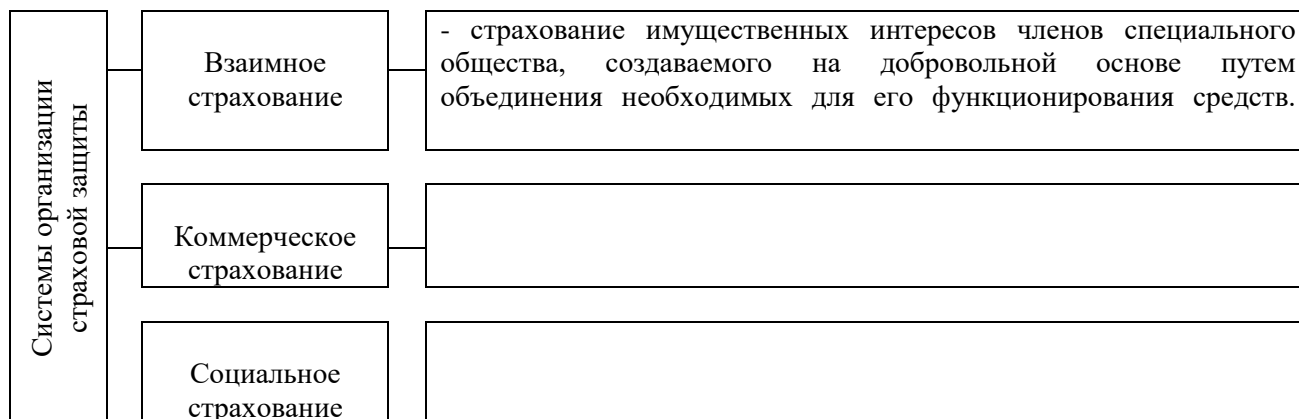 Системы организации
страховой защиты
Взаимное
страхование
- страхование имущественных интересов членов специального
общества, создаваемого на добровольной основе путем
объединения необходимых для его функционирования средств.
Коммерческое
страхование
Социальное
страхование